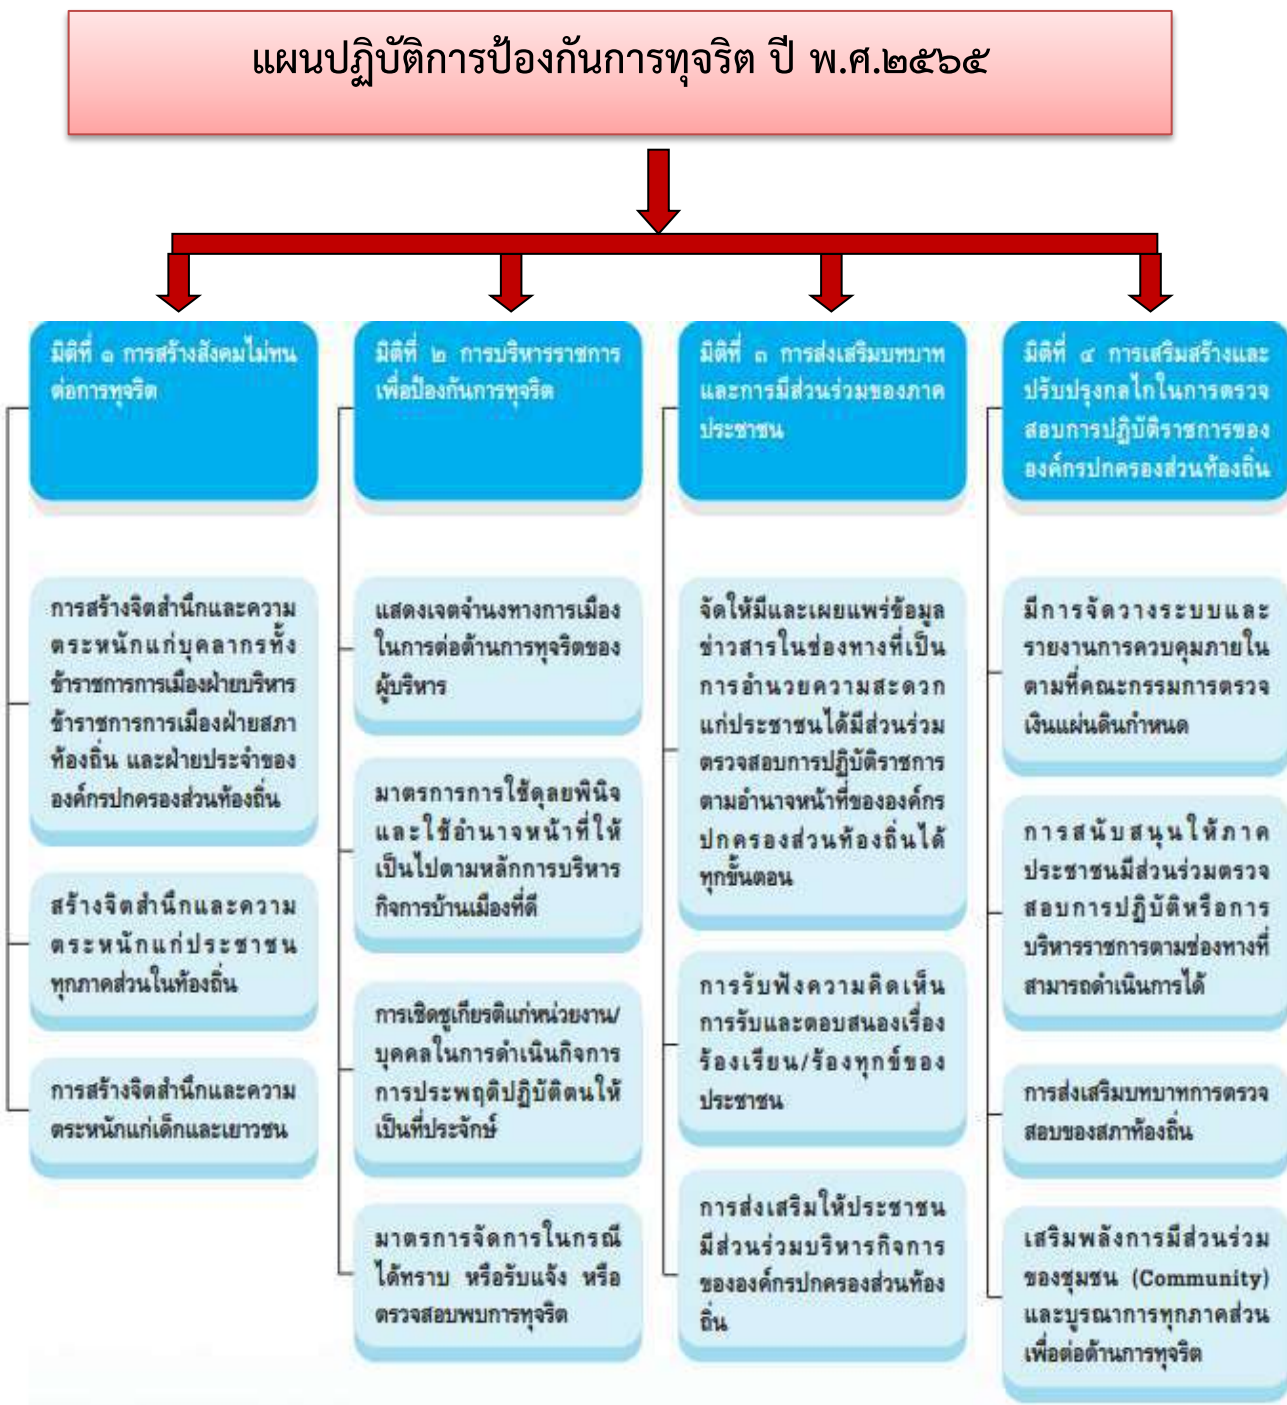 แผนปฏิบัติการป้องกันการทุจริต ปี พ.ศ.๒๕๖๕
มิติที่ ๑ การสร้างสังคมไม่ทน
ต่อการทุจริต
การสร้างจิตสำนึกและความ
ตระหนักแก่บุคลากรทั้ง
ข้าราชการการเมืองฝ่ายบริหาร
ข้าราชการการเมืองฝ่ายสภา
ท้องถิ่น และฝ่ายประจำของ
องค์กรปกครองส่วนท้องถิ่น
สร้างจิตสำนึกและความ
ตระหนักแก่ประชาชน
ทุกภาคส่วนในท้องถิ่น
การสร้างจิตสำนึกและความ
ตระหนักแก่เด็กและเยาวชน
มิติที่ ๒ การบริหารราชการ
เพื่อป้องกันการทุจริต
แสดงเจตจำนงทางการเมือง
ในการต่อต้านการทุจริตของ
ผู้บริหาร
มาตรการการใช้ดุลยพินิจ
และใช้อำนาจหน้าที่ให้
เป็นไปตามหลักการบริหาร
กิจการบ้านเมืองที่ดี
การเชิดชูเกียรติแก่หน่วยงาน/
บุคคลในการดำเนินกิจการ
การประพฤติปฏิบัติตนให้
เป็นที่ประจักษ์
มาตรการจัดการในกรณี
ได้ทราบ หรือรับแจ้ง หรือ
ตรวจสอบพบการทุจริต
มิติที่ ๓ การส่งเสริมบทบาท
และการมีส่วนร่วมของภาค
ประชาชน
จัดให้มีและเผยแพร่ข้อมูล
ข่าวสารในช่องทางที่เป็น
การอำนวยความสะดวก
แก่ประชาชนได้มีส่วนร่วม
ตรวจสอบการปฏิบัติราชการ
ตามอำนาจหน้าที่ขององค์กร
ปกครองส่วนท้องถิ่นได้
ทุกขั้นตอน
การรับฟังความคิดเห็น
การรับและตอบสนองเรื่อง
ร้องเรียน/ร้องทุกข์ของ
ประชาชน
การส่งเสริมให้ประชาชน
มีส่วนร่วมบริหารกิจการ
ขององค์กรปกครองส่วนท้อง
ถิ่น
มิติที่ ๔ การเสริมสร้างและ
ปรับปรุงกลไกในการตรวจ
สอบการปฏิบัติราชการของ
องค์กรปกครองส่วนท้องถิ่น
มีการจัดวางระบบและ
รายงานการควบคุมภายใน
ตามที่คณะกรรมการตรวจ
เงินแผ่นดินกำหนด
การสนับสนุนให้ภาค
ประชาชนมีส่วนร่วมตรวจ
สอบการปฏิบัติหรือการ
บริหารราชการตามช่องทางที่
สามารถดำเนินการได้
การส่งเสริมบทบาทการตรวจ
สอบของสภาท้องถิ่น
เสริมพลังการมีส่วนร่วม
ของชุมชน (Community)
และบูรณาการทุกภาคส่วน
เพื่อต่อต้านการทุจริต